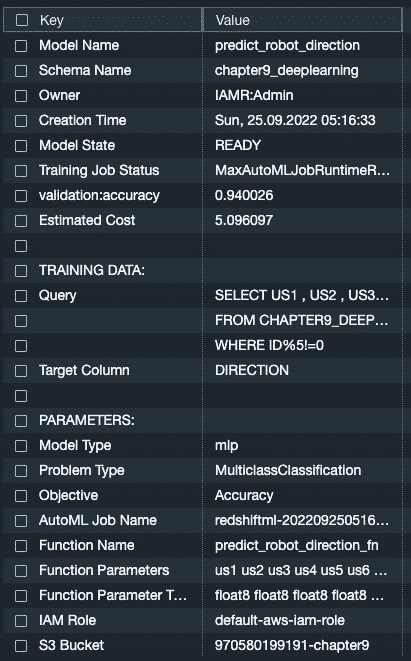 Key Value
Model Name predict_robot_direction
Schema Name chapter9_deeplearning
Owner IAMR:Admin
Creation Time Sun, 25.09.2022 05:16:33
Model State READY
Training Job Status MaxAutoMLJobRuntimeR...
validation:accuracy 0.940026
Estimated Cost 5.096097
TRAINING DATA:
Query SELECT US1 , US2 , US3...
FROM CHAPTER9_DEEP...
WHERE ID%5!=0
Target Column DIRECTION
PARAMETERS:
Model Type mlp
Problem Type MulticlassClassification
Objective Accuracy
AutoML Job Name redshiftml-202209250516...
Function Name predict_robot_direction_fn
Function Parameters us1 us2 us3 us4 us5 us6 ...
Function Parameter T... float8 float8 float8 float8 ...
IAM Role default-aws-iam-role
S3 Bucket 970580199191-chapter9